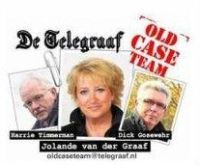 De Telegraaf
OLD
CASE
TEAM
Harrie Timmerman
Dick Gosewehr
Jolande van der Graaf
oldcaseteam@telegraaf.nl